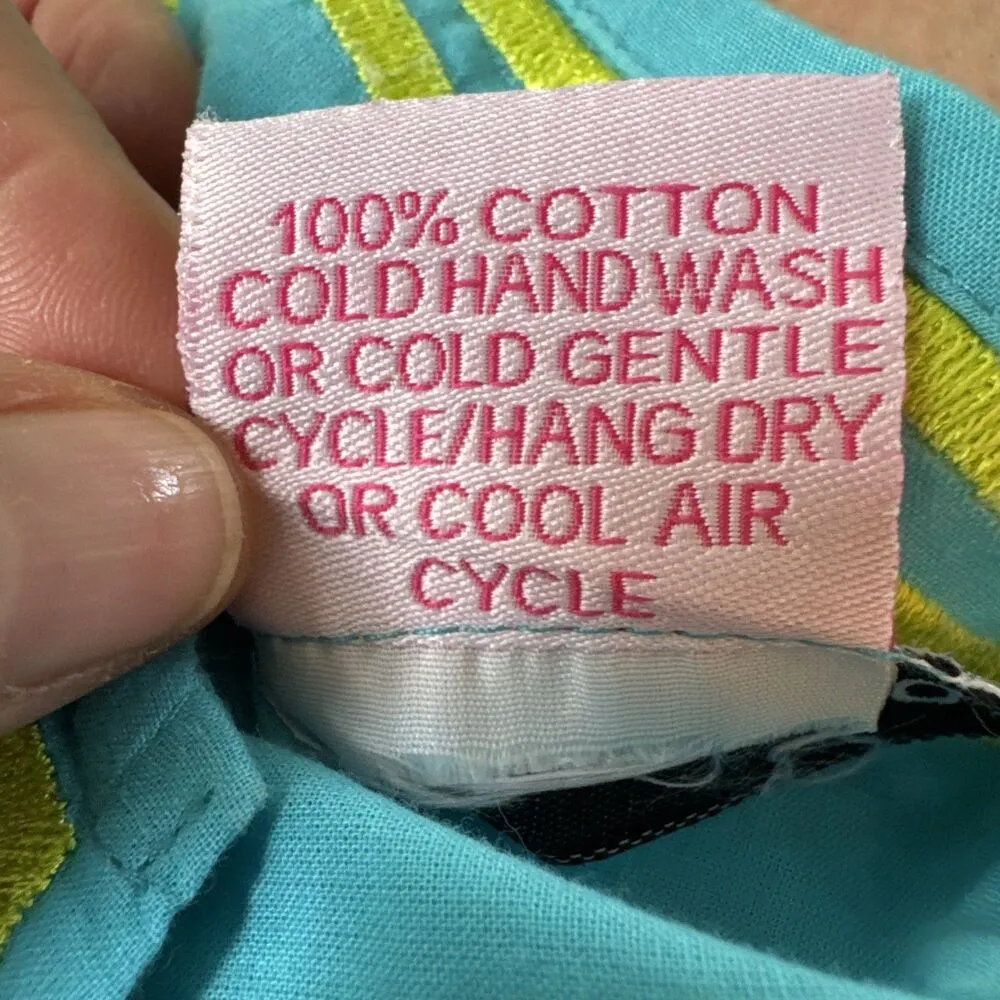 100% COTTON
COLD HAND WASH
OR COLD GENTLE
CYCLE/HANG DRY
OR COOL AIR
CYCLE